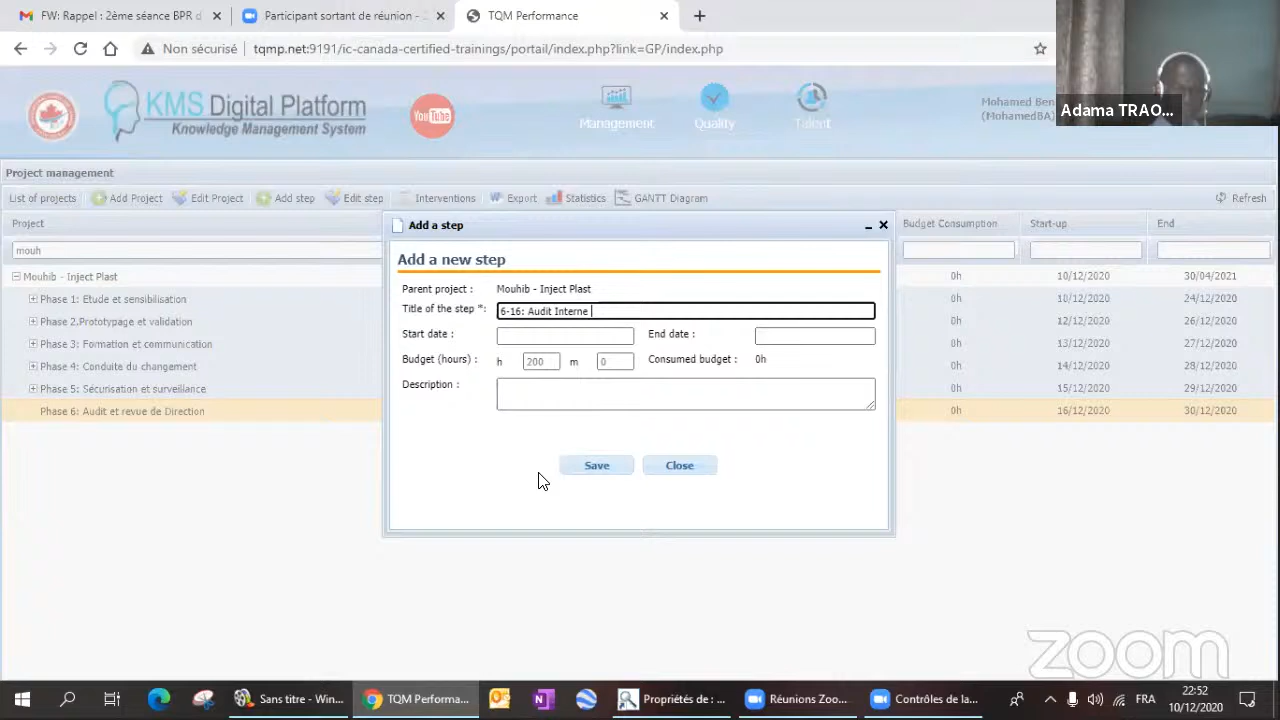 FW: Rappel : 2ème séance BPR d
Participant sortant de réunion -
TQM Performance
Non sécurisé
tqmp.net:9191/ic-canada-certified-trainings/portail/index.php?link=GP/index.php
KMS Digital Platform
Knowledge Management System
YouTube
Management
Quality
Talent
Mohamed Ben
(MohamedBA)
Adama TRAO...
Project management
List of projects
Add Project
Edit Project
Add step
Edit step
Interventions
Export
Statistics
GANTT Diagram
Refresh
Project
Budget Consumption
Start-up
End
mouh
Mouhib - Inject Plast
0h
10/12/2020
30/04/2021
Phase 1: Etude et sensibilisation
0h
10/12/2020
24/12/2020
Phase 2.Prototypage et validation
0h
12/12/2020
26/12/2020
Phase 3: Formation et communication
0h
13/12/2020
27/12/2020
Phase 4: Conduite du changement
0h
14/12/2020
28/12/2020
Phase 5: Sécurisation et surveillance
0h
15/12/2020
29/12/2020
Phase 6: Audit et revue de Direction
0h
16/12/2020
30/12/2020
Add a step
Add a new step
Parent project :
Mouhib - Inject Plast
Title of the step *:
6-16: Audit Interne
Start date :
End date :
Budget (hours) :
h
200
m
0
Consumed budget :
0h
Description :
Save
Close
zoom
Sans titre - Win...
TQM Performa...
Propriétés de : ...
Réunions Zoo...
Contrôles de la...
FRA
22:52
10/12/2020